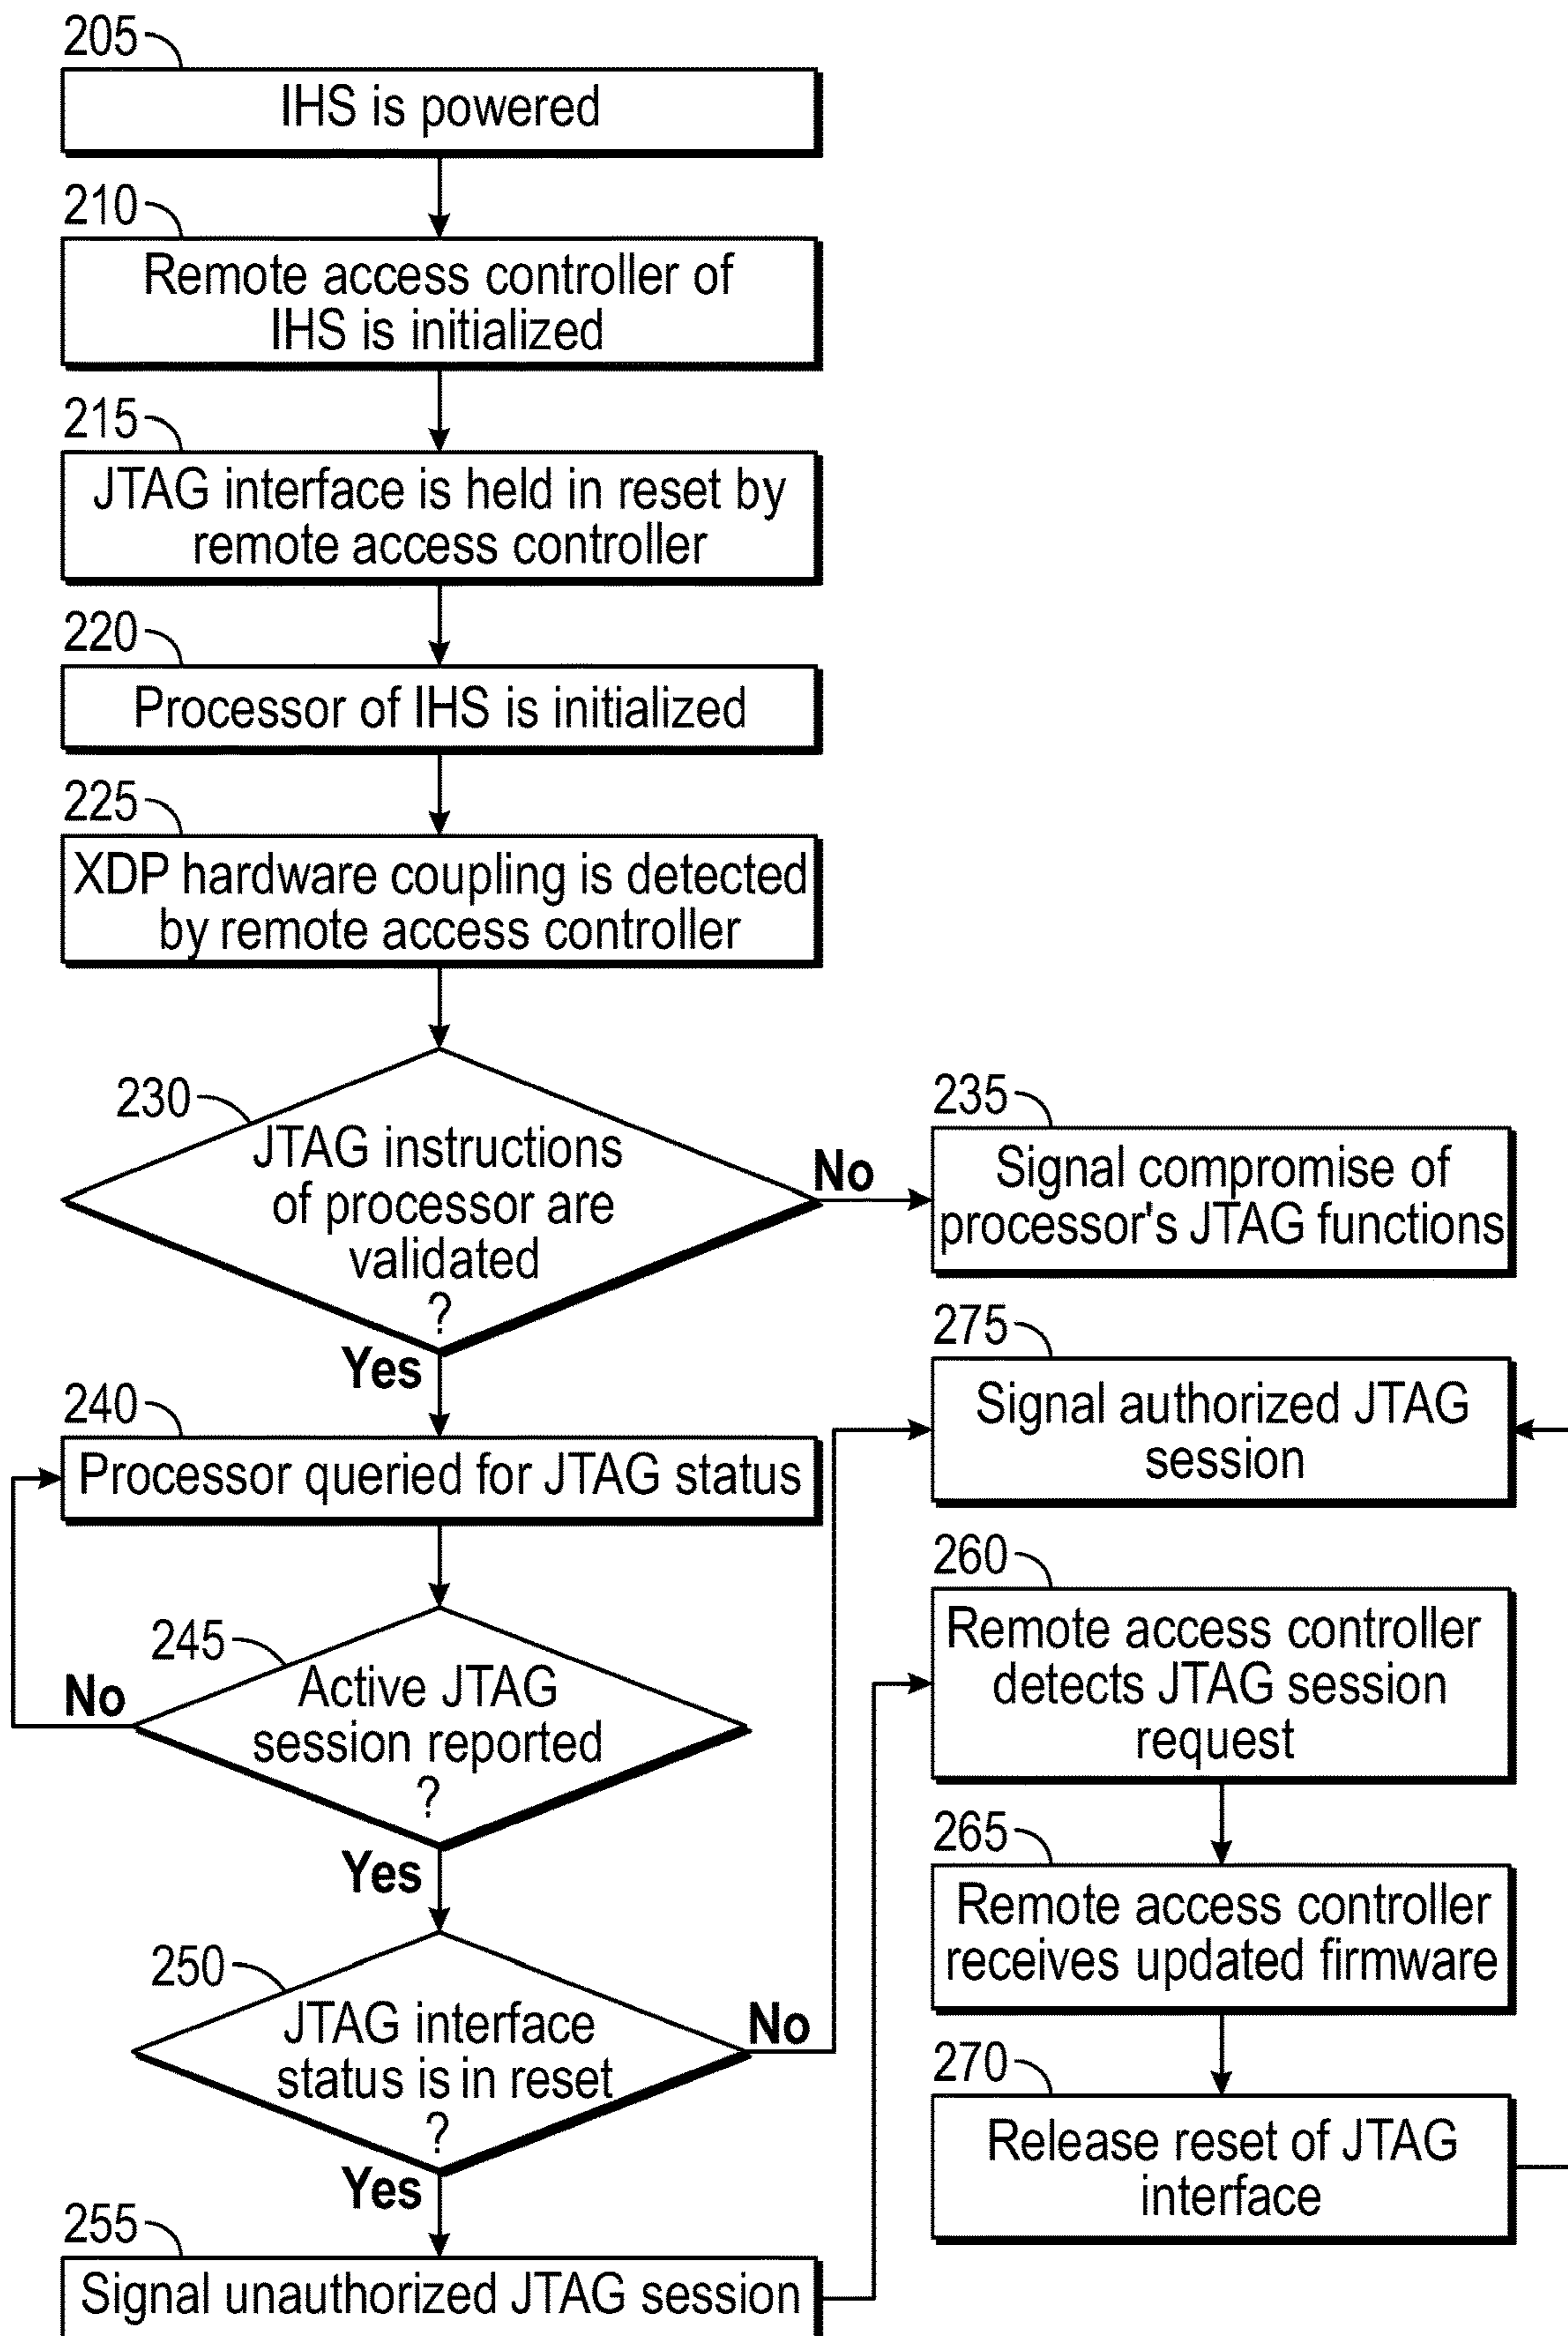 205
IHS is powered
210
Remote access controller of
IHS is initialized
215
JTAG interface is held in reset by
remote access controller
220
Processor of IHS is initialized
225
XDP hardware coupling is detected
by remote access controller
230
JTAG instructions
of processor are
validated
?
No
Yes
235
Signal compromise of
processor's JTAG functions
240
Processor queried for JTAG status
245
Active JTAG
session reported
?
No
Yes
250
JTAG interface
status is in reset
?
No
Yes
255
Signal unauthorized JTAG session
275
Signal authorized JTAG
session
260
Remote access controller
detects JTAG session
request
265
Remote access controller
receives updated firmware
270
Release reset of JTAG
interface